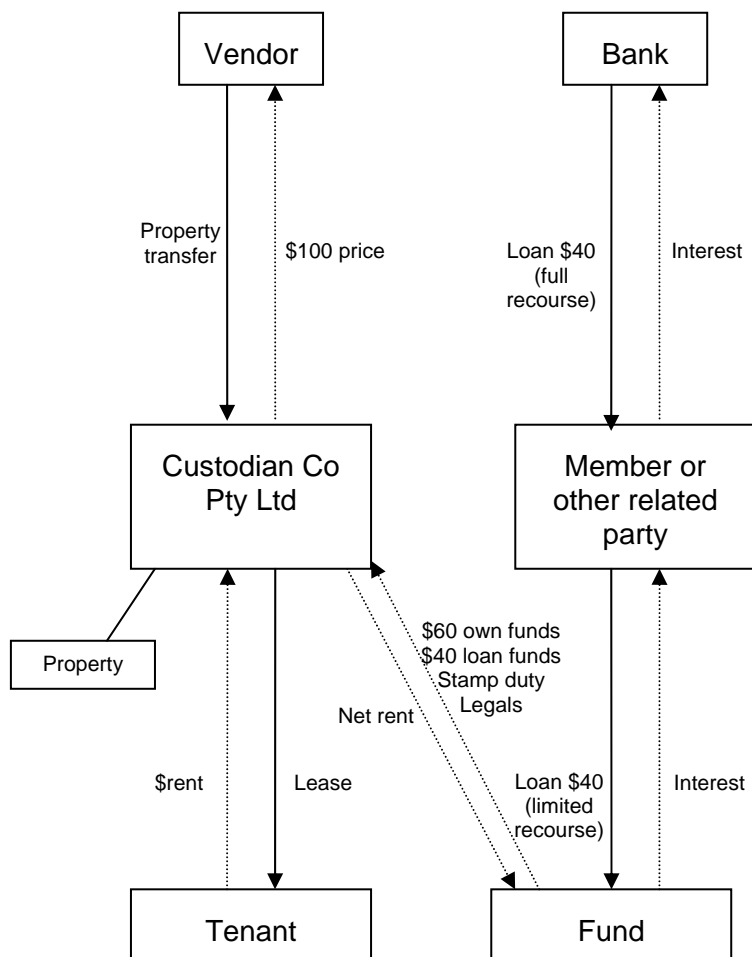 Vendor
Bank
Property
transfer
$100 price
Loan $40
(full
recourse)
Interest
Custodian Co
Pty Ltd
Member or
other related
party
Property
$60 own funds
$40 loan funds
Stamp duty
Legals
Net rent
$rent
Lease
Loan $40
(limited
recourse)
Interest
Tenant
Fund